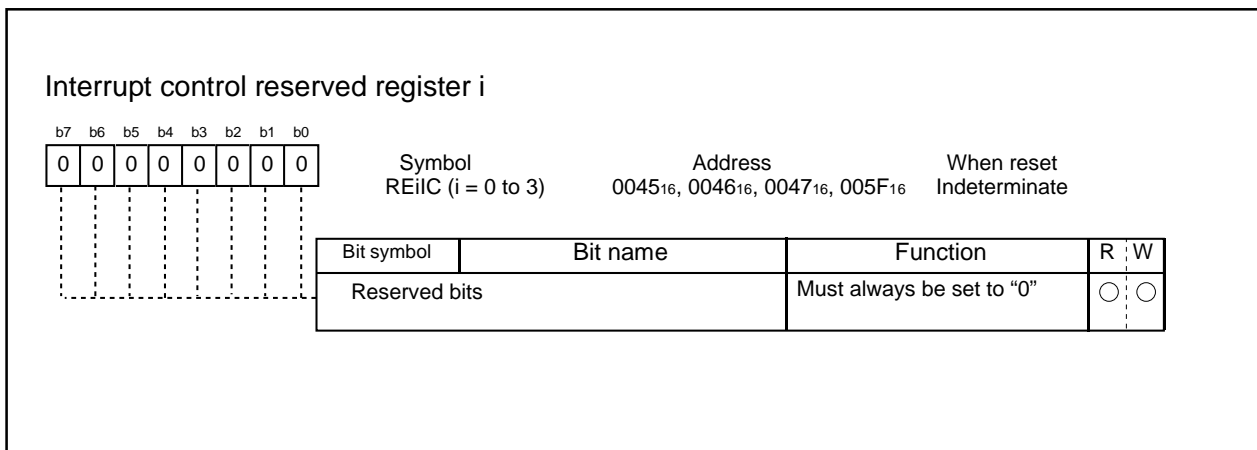 Interrupt control reserved register i
b7 b6 b5 b4 b3 b2 b1 b0
0 0 0 0 0 0 0 0
Symbol Address When reset
REiIC (i = 0 to 3) 004516, 004616, 004716, 005F16 Indeterminate
Bit symbol Bit name Function R W
Reserved bits Must always be set to “0” ○ ○